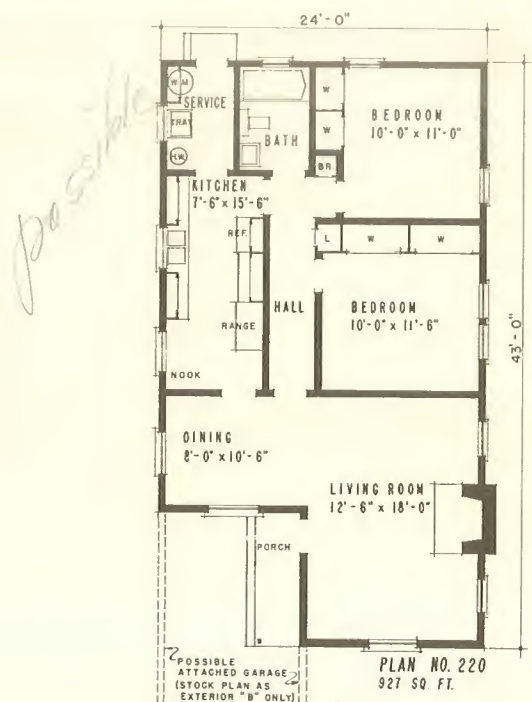 24'-0"
possible
W.M.
SERVICE
TRAY
H.W.
BATH
W
W
BR.
BEDROOM
10'-0" x 11'-0"
KITCHEN
7'-6" x 15'-6"
REF.
L
W
W
HALL
BEDROOM
10'-0" x 11'-6"
43'-0"
RANGE
NOOK
DINING
8'-0" x 10'-6"
LIVING ROOM
12'-6" x 18'-0"
PORCH
POSSIBLE
ATTACHED GARAGE
(STOCK PLAN AS
EXTERIOR "B" ONLY)
PLAN NO. 220
927 SQ. FT.